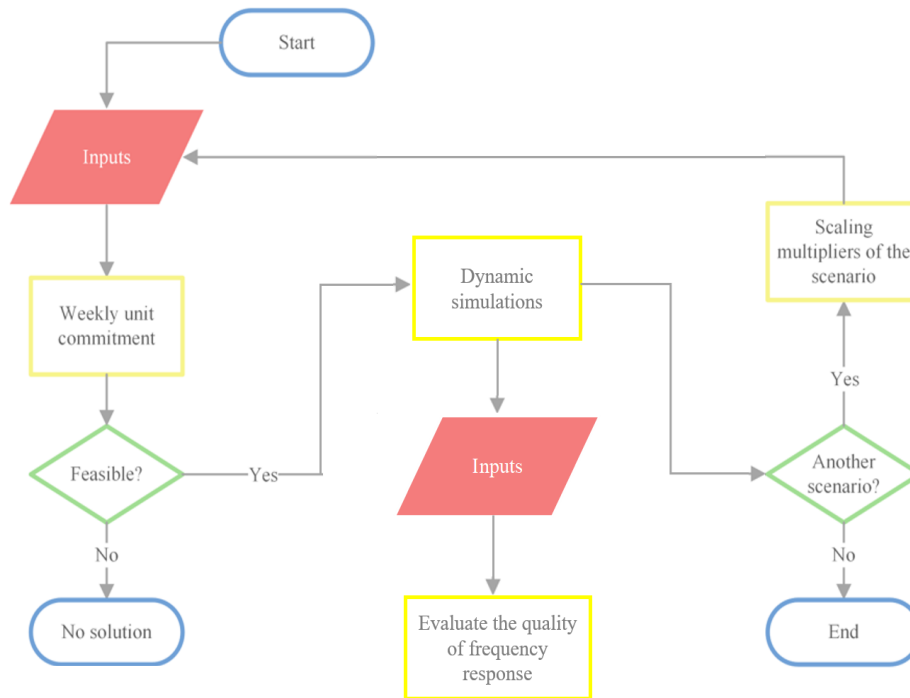 Start
Inputs
Scaling
multipliers of the
scenario
Dynamic
simulations
Weekly unit
commitment
Yes
Inputs
Feasible?
Yes
Another
scenario?
No
No
No solution
Evaluate the quality
of frequency
response
End